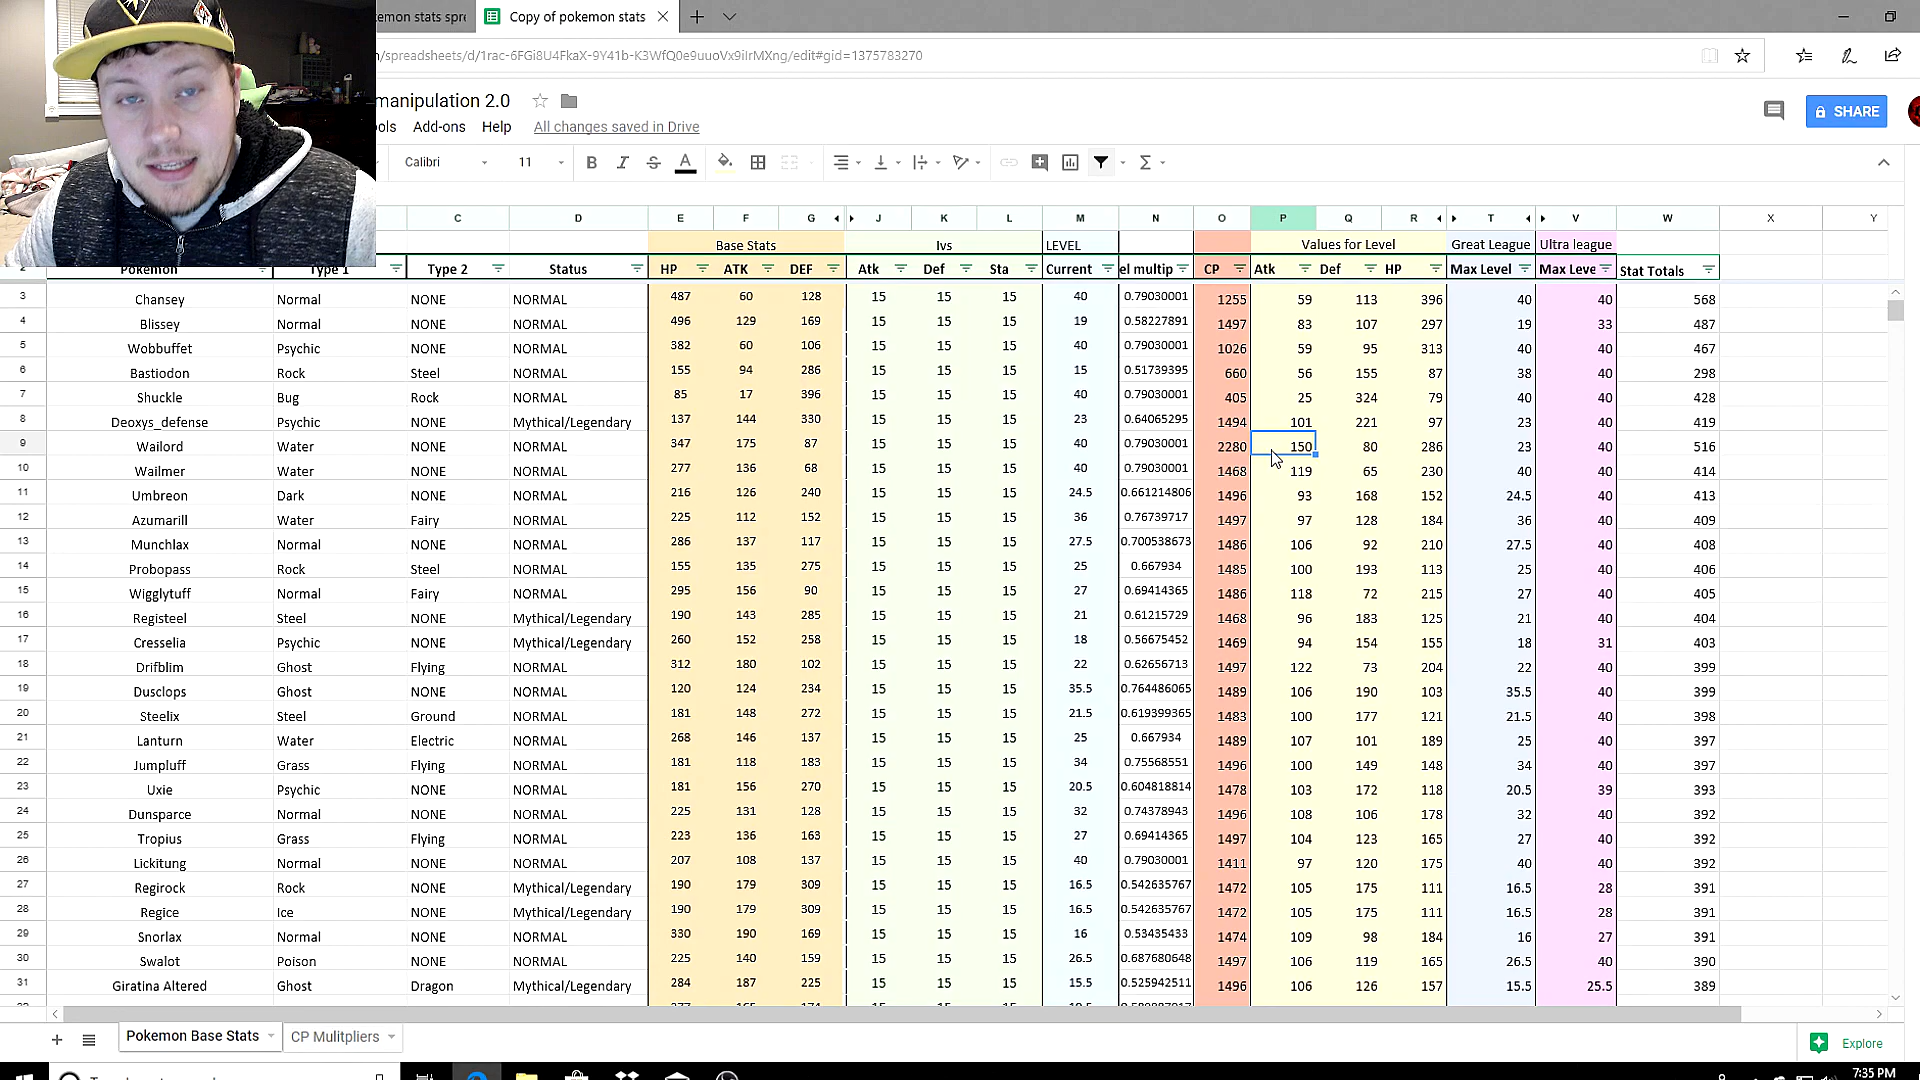 emon stats spre Copy of pokemon stats
n/spreadsheets/d/1rac-6FGi8U4FkaX-9Y41b-K3WfQ0e9uuoVx9iIrMXng/edit#gid=1375783270
manipulation 2.0
ols Add-ons Help All changes saved in Drive SHARE
Calibri 11 B I S A Σ
C D E F G J K L M N O P Q R T V W X Y
Base Stats Ivs LEVEL Values for Level Great League Ultra league
2 Pokemon Type 1 Type 2 Status HP ATK DEF Atk Def Sta Current el multip CP Atk Def HP Max Level Max Leve Stat Totals
3 Chansey Normal NONE NORMAL 487 60 128 15 15 15 40 0.79030001 1255 59 113 396 40 40 568
4 Blissey Normal NONE NORMAL 496 129 169 15 15 15 19 0.58227891 1497 83 107 297 19 33 487
5 Wobbuffet Psychic NONE NORMAL 382 60 106 15 15 15 40 0.79030001 1026 59 95 313 40 40 467
6 Bastiodon Rock Steel NORMAL 155 94 286 15 15 15 15 0.51739395 660 56 155 87 38 40 298
7 Shuckle Bug Rock NORMAL 85 17 396 15 15 15 40 0.79030001 405 25 324 79 40 40 428
8 Deoxys_defense Psychic NONE Mythical/Legendary 137 144 330 15 15 15 23 0.64065295 1494 101 221 97 23 40 419
9 Wailord Water NONE NORMAL 347 175 87 15 15 15 40 0.79030001 2280 150 80 286 23 40 516
10 Wailmer Water NONE NORMAL 277 136 68 15 15 15 40 0.79030001 1468 119 65 230 40 40 414
11 Umbreon Dark NONE NORMAL 216 126 240 15 15 15 24.5 0.661214806 1496 93 168 152 24.5 40 413
12 Azumarill Water Fairy NORMAL 225 112 152 15 15 15 36 0.76739717 1497 97 128 184 36 40 409
13 Munchlax Normal NONE NORMAL 286 137 117 15 15 15 27.5 0.700538673 1486 106 92 210 27.5 40 408
14 Probopass Rock Steel NORMAL 155 135 275 15 15 15 25 0.667934 1485 100 193 113 25 40 406
15 Wigglytuff Normal Fairy NORMAL 295 156 90 15 15 15 27 0.69414365 1486 118 72 215 27 40 405
16 Registeel Steel NONE Mythical/Legendary 190 143 285 15 15 15 21 0.61215729 1468 96 183 125 21 40 404
17 Cresselia Psychic NONE Mythical/Legendary 260 152 258 15 15 15 18 0.56675452 1469 94 154 155 18 31 403
18 Drifblim Ghost Flying NORMAL 312 180 102 15 15 15 22 0.62656713 1497 122 73 204 22 40 399
19 Dusclops Ghost NONE NORMAL 120 124 234 15 15 15 35.5 0.764486065 1489 106 190 103 35.5 40 399
20 Steelix Steel Ground NORMAL 181 148 272 15 15 15 21.5 0.619399365 1483 100 177 121 21.5 40 398
21 Lanturn Water Electric NORMAL 268 146 137 15 15 15 25 0.667934 1489 107 101 189 25 40 397
22 Jumpluff Grass Flying NORMAL 181 118 183 15 15 15 34 0.75568551 1496 100 149 148 34 40 397
23 Uxie Psychic NONE NORMAL 181 156 270 15 15 15 20.5 0.604818814 1478 103 172 118 20.5 39 393
24 Dunsparce Normal NONE NORMAL 225 131 128 15 15 15 32 0.74378943 1496 108 106 178 32 40 392
25 Tropius Grass Flying NORMAL 223 136 163 15 15 15 27 0.69414365 1497 104 123 165 27 40 392
26 Lickitung Normal NONE NORMAL 207 108 137 15 15 15 40 0.79030001 1411 97 120 175 40 40 392
27 Regirock Rock NONE Mythical/Legendary 190 179 309 15 15 15 16.5 0.542635767 1472 105 175 111 16.5 28 391
28 Regice Ice NONE Mythical/Legendary 190 179 309 15 15 15 16.5 0.542635767 1472 105 175 111 16.5 28 391
29 Snorlax Normal NONE NORMAL 330 190 169 15 15 15 16 0.53435433 1474 109 98 184 16 27 391
30 Swalot Poison NONE NORMAL 225 140 159 15 15 15 26.5 0.687680648 1497 106 119 165 26.5 40 390
31 Giratina Altered Ghost Dragon Mythical/Legendary 284 187 225 15 15 15 15.5 0.525942511 1496 106 126 157 15.5 25.5 389
Pokemon Base Stats CP Mulitpliers Explore
7:35 PM